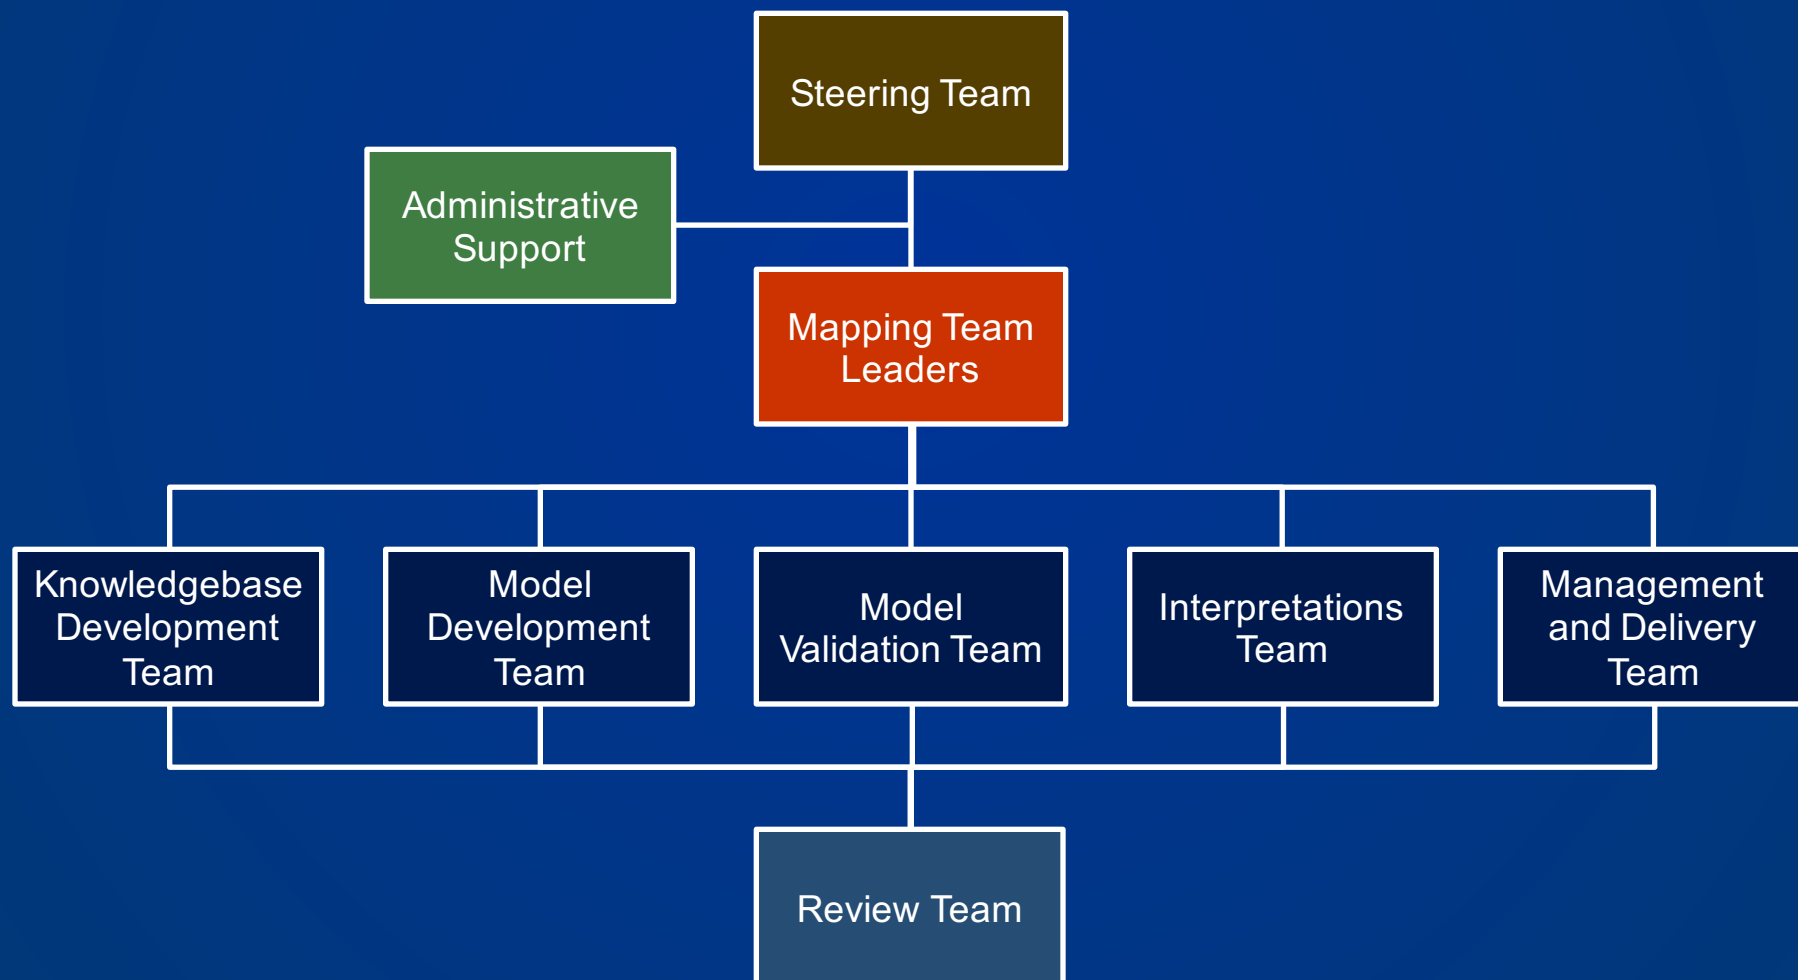 Steering Team
Administrative
Support
Mapping Team
Leaders
Knowledgebase
Development
Team
Model
Development
Team
Model
Validation Team
Interpretations
Team
Management
and Delivery
Team
Review Team